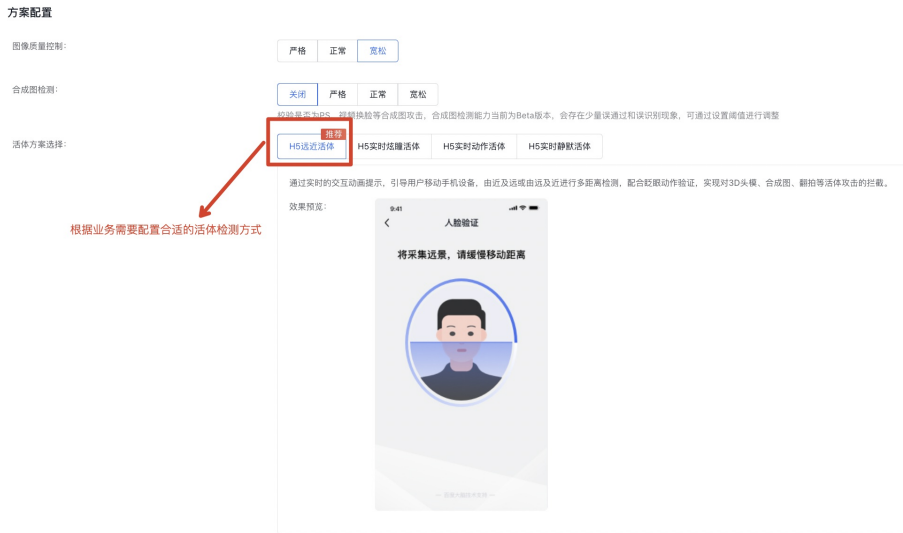 方案配置
图像质量控制:
严格 正常 宽松
合成图检测:
关闭 严格 正常 宽松
校验是否为PS、视频换脸等合成图攻击，合成图检测能力当前为Beta版本，会存在少量误通过和误识别现象，可通过设置阈值进行调整
推荐
活体方案选择:
H5远近活体 H5实时炫瞳活体 H5实时动作活体 H5实时静默活体
通过实时的交互动画提示，引导用户移动手机设备，由近及远或由远及近进行多距离检测，配合眨眼动作验证，实现对3D头模、合成图、翻拍等活体攻击的拦截。
效果预览:
9:41
人脸验证
根据业务需要配置合适的活体检测方式
将采集远景，请缓慢移动距离